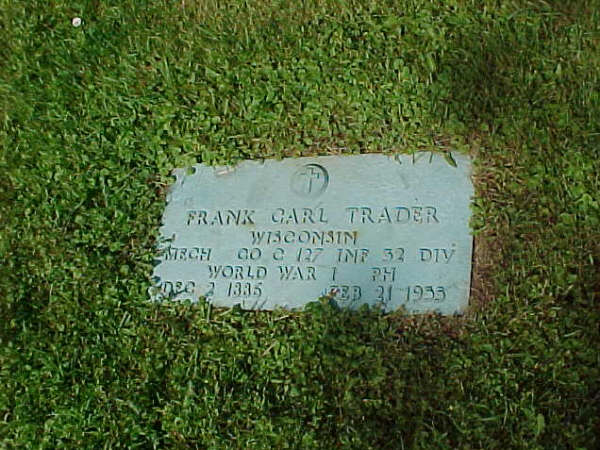 FRANK CARL TRADER
WISCONSIN
MECH CO C 127 INF 32 DIV
WORLD WAR I PH
DEC 2 1886 FEB 21 1953